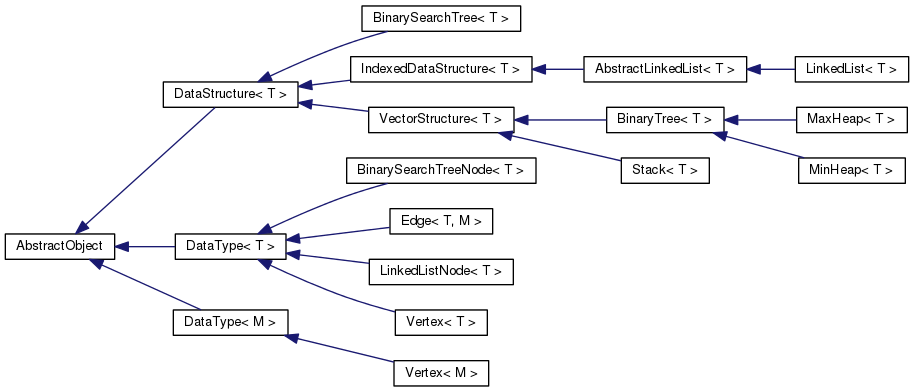 BinarySearchTree< T >
IndexedDataStructure< T >
AbstractLinkedList< T >
LinkedList< T >
DataStructure< T >
VectorStructure< T >
BinaryTree< T >
MaxHeap< T >
Stack< T >
MinHeap< T >
BinarySearchTreeNode< T >
Edge< T, M >
AbstractObject
DataType< T >
LinkedListNode< T >
DataType< M >
Vertex< T >
Vertex< M >